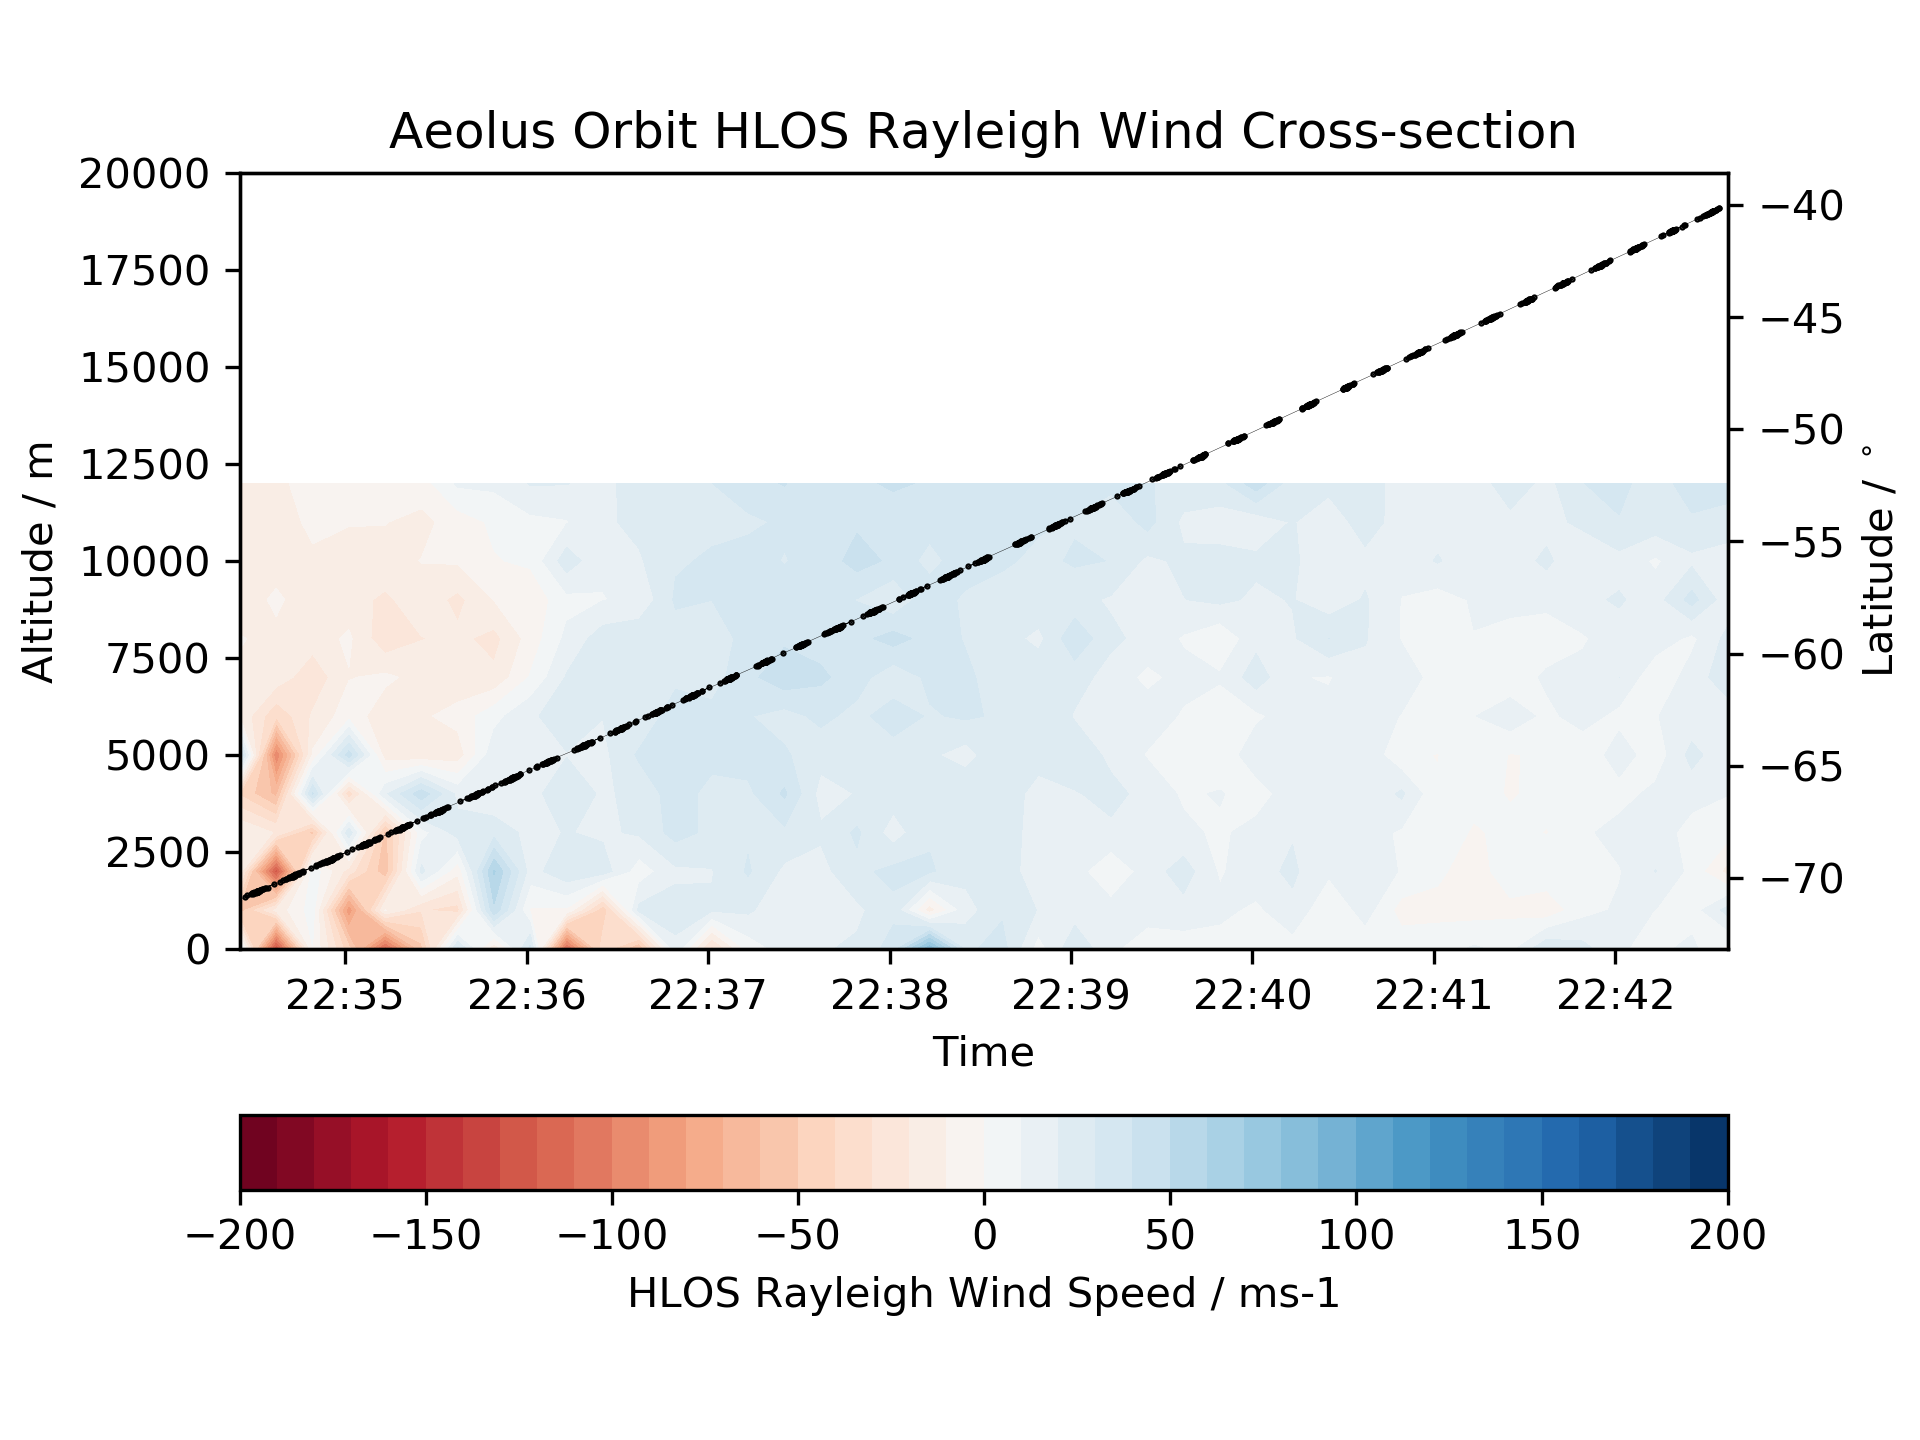 Aeolus Orbit HLOS Rayleigh Wind Cross-section
20000
17500
15000
12500
10000
7500
5000
2500
0
Altitude / m
−40
−45
−50
−55
−60
−65
−70
Latitude / °
22:35 22:36 22:37 22:38 22:39 22:40 22:41 22:42
Time
−200 −150 −100 −50 0 50 100 150 200
HLOS Rayleigh Wind Speed / ms-1